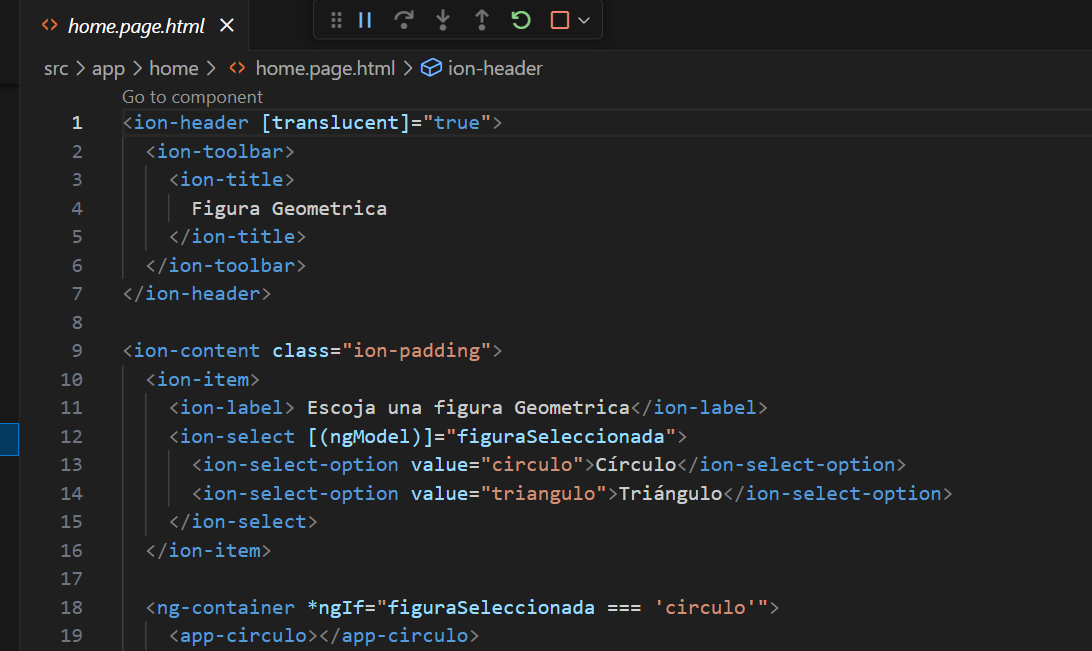 home.page.html
src > app > home > home.page.html > ion-header
Go to component
1 <ion-header [translucent]="true">
2 <ion-toolbar>
3 <ion-title>
4 Figura Geometrica
5 </ion-title>
6 </ion-toolbar>
7 </ion-header>
8
9 <ion-content class="ion-padding">
10 <ion-item>
11 <ion-label> Escoja una figura Geometrica</ion-label>
12 <ion-select [(ngModel)]="figuraSeleccionada">
13 <ion-select-option value="circulo">Círculo</ion-select-option>
14 <ion-select-option value="triangulo">Triángulo</ion-select-option>
15 </ion-select>
16 </ion-item>
17
18 <ng-container *ngIf="figuraSeleccionada === 'circulo'">
19 <app-circulo></app-circulo>